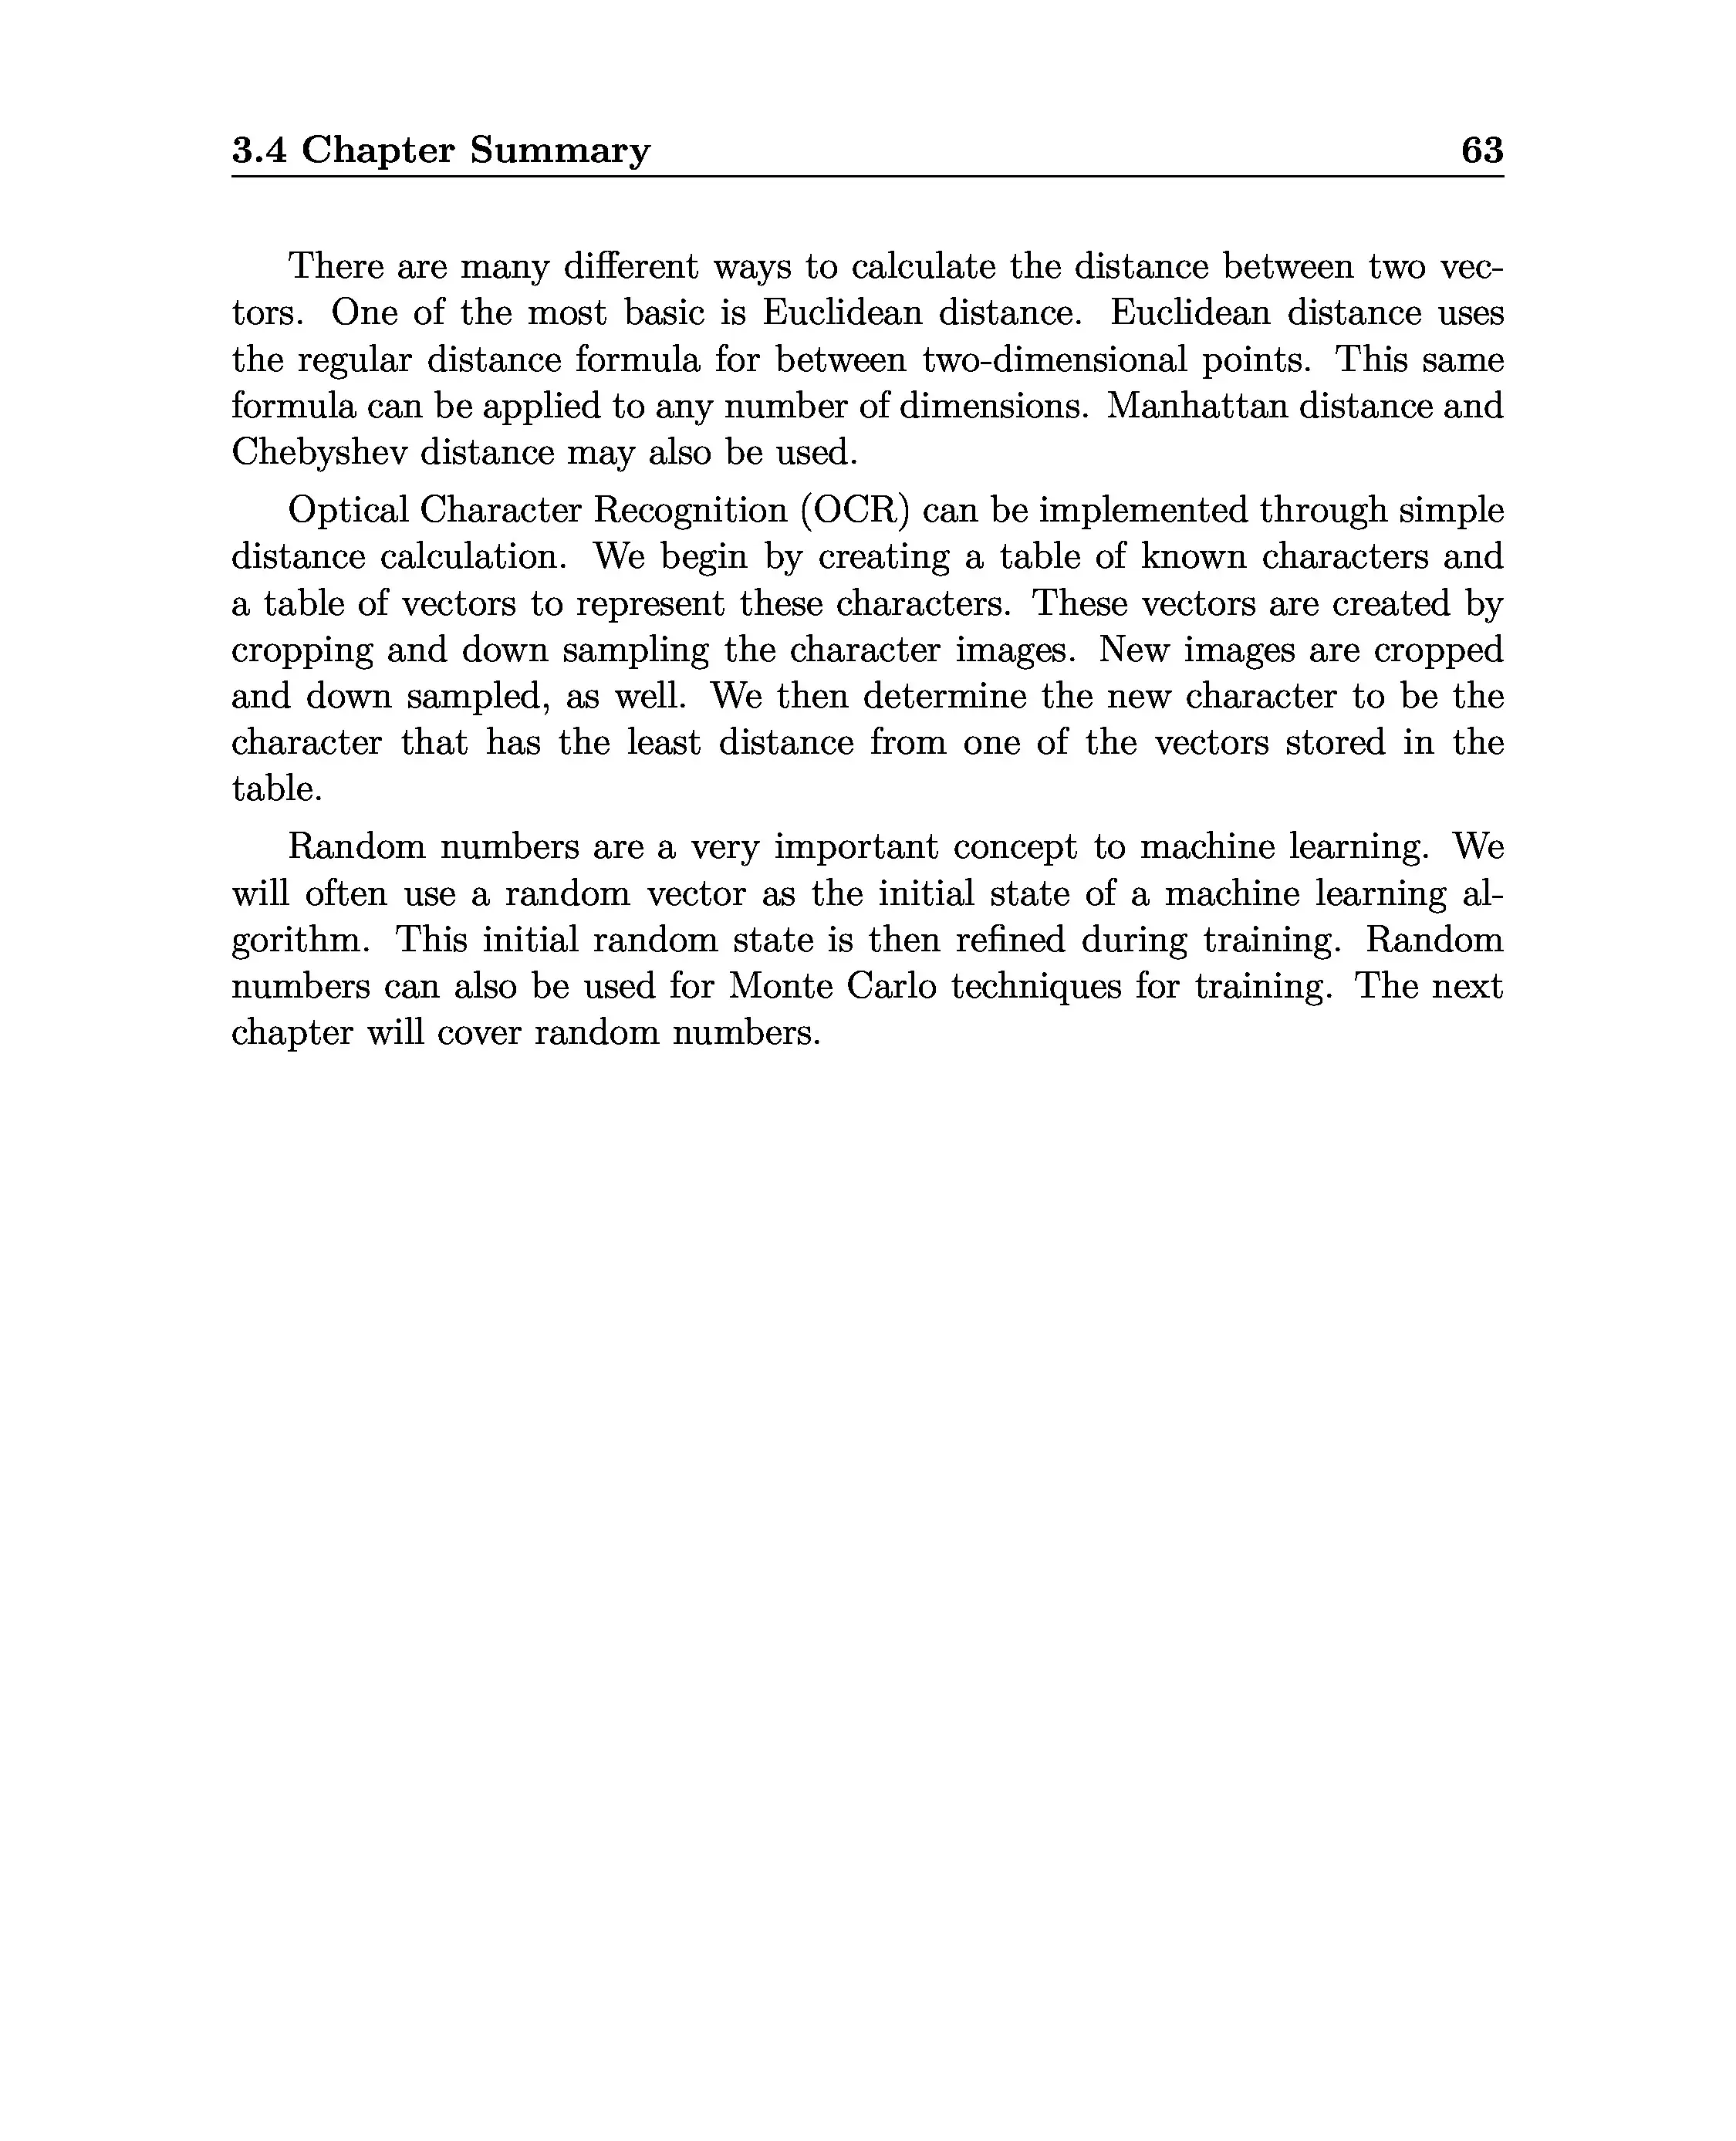 3.4 Chapter Summary 63
There are many different ways to calculate the distance between two vec-
tors. One of the most basic is Euclidean distance. Euclidean distance uses
the regular distance formula for between two-dimensional points. This same
formula can be applied to any number of dimensions. Manhattan distance and
Chebyshev distance may also be used.
Optical Character Recognition (OCR) can be implemented through simple
distance calculation. We begin by creating a table of known characters and
a table of vectors to represent these characters. These vectors are created by
cropping and down sampling the character images. New images are cropped
and down sampled, as well. We then determine the new character to be the
character that has the least distance from one of the vectors stored in the
table.
Random numbers are a very important concept to machine learning. We
will often use a random vector as the initial state of a machine learning al-
gorithm. This initial random state is then refined during training. Random
numbers can also be used for Monte Carlo techniques for training. The next
chapter will cover random numbers.